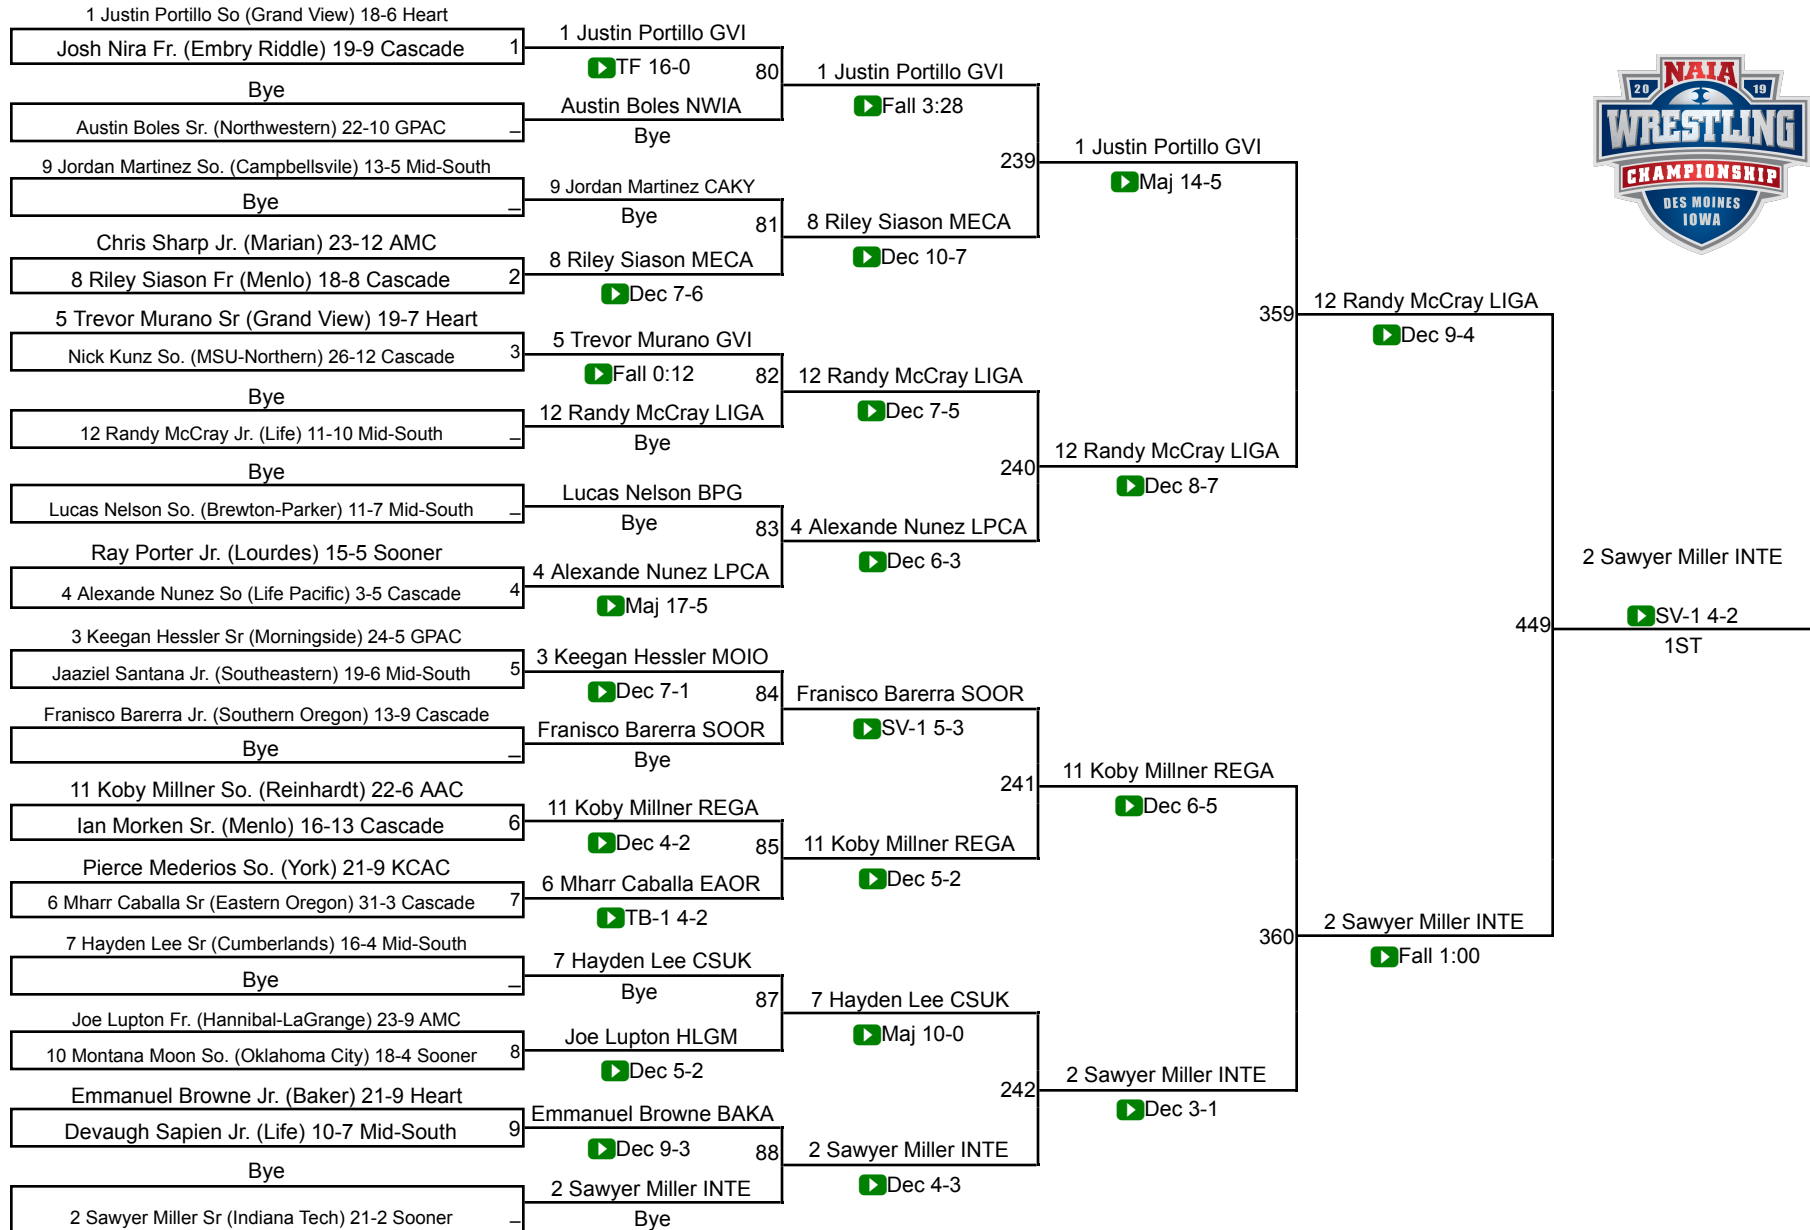 1 Justin Portillo So (Grand View) 18-6 Heart
Josh Nira Fr. (Embry Riddle) 19-9 Cascade 1
Bye
Austin Boles Sr. (Northwestern) 22-10 GPAC _
9 Jordan Martinez So. (Campbellsvile) 13-5 Mid-South
Bye _
Chris Sharp Jr. (Marian) 23-12 AMC
8 Riley Siason Fr (Menlo) 18-8 Cascade 2
5 Trevor Murano Sr (Grand View) 19-7 Heart
Nick Kunz So. (MSU-Northern) 26-12 Cascade 3
Bye
12 Randy McCray Jr. (Life) 11-10 Mid-South _
Bye
Lucas Nelson So. (Brewton-Parker) 11-7 Mid-South _
Ray Porter Jr. (Lourdes) 15-5 Sooner
4 Alexande Nunez So (Life Pacific) 3-5 Cascade 4
3 Keegan Hessler Sr (Morningside) 24-5 GPAC
Jaaziel Santana Jr. (Southeastern) 19-6 Mid-South 5
Franisco Barerra Jr. (Southern Oregon) 13-9 Cascade
Bye _
11 Koby Millner So. (Reinhardt) 22-6 AAC
Ian Morken Sr. (Menlo) 16-13 Cascade 6
Pierce Mederios So. (York) 21-9 KCAC
6 Mharr Caballa Sr (Eastern Oregon) 31-3 Cascade 7
7 Hayden Lee Sr (Cumberlands) 16-4 Mid-South
Bye _
Joe Lupton Fr. (Hannibal-LaGrange) 23-9 AMC
10 Montana Moon So. (Oklahoma City) 18-4 Sooner 8
Emmanuel Browne Jr. (Baker) 21-9 Heart
Devaugh Sapien Jr. (Life) 10-7 Mid-South 9
Bye
2 Sawyer Miller Sr (Indiana Tech) 21-2 Sooner _
1 Justin Portillo GVI
TF 16-0
80
Austin Boles NWIA
Bye
9 Jordan Martinez CAKY
Bye
81
8 Riley Siason MECA
Dec 7-6
5 Trevor Murano GVI
Fall 0:12
82
12 Randy McCray LIGA
Bye
Lucas Nelson BPG
Bye
83
4 Alexande Nunez LPCA
Maj 17-5
3 Keegan Hessler MOIO
Dec 7-1
84
Franisco Barerra SOOR
Bye
11 Koby Millner REGA
Dec 4-2
85
6 Mharr Caballa EAOR
TB-1 4-2
7 Hayden Lee CSUK
Bye
87
Joe Lupton HLGM
Dec 5-2
Emmanuel Browne BAKA
Dec 9-3
88
2 Sawyer Miller INTE
Bye
1 Justin Portillo GVI
Fall 3:28
239
8 Riley Siason MECA
Dec 10-7
12 Randy McCray LIGA
Dec 7-5
240
4 Alexande Nunez LPCA
Dec 6-3
Franisco Barerra SOOR
SV-1 5-3
241
11 Koby Millner REGA
Dec 5-2
7 Hayden Lee CSUK
Maj 10-0
242
2 Sawyer Miller INTE
Dec 4-3
1 Justin Portillo GVI
Maj 14-5
359
12 Randy McCray LIGA
Dec 8-7
11 Koby Millner REGA
Dec 6-5
360
2 Sawyer Miller INTE
Dec 3-1
12 Randy McCray LIGA
Dec 9-4
449
2 Sawyer Miller INTE
Fall 1:00
2 Sawyer Miller INTE
SV-1 4-2
1ST
NAIA
20 19
WRESTLING
CHAMPIONSHIP
DES MOINES
IOWA